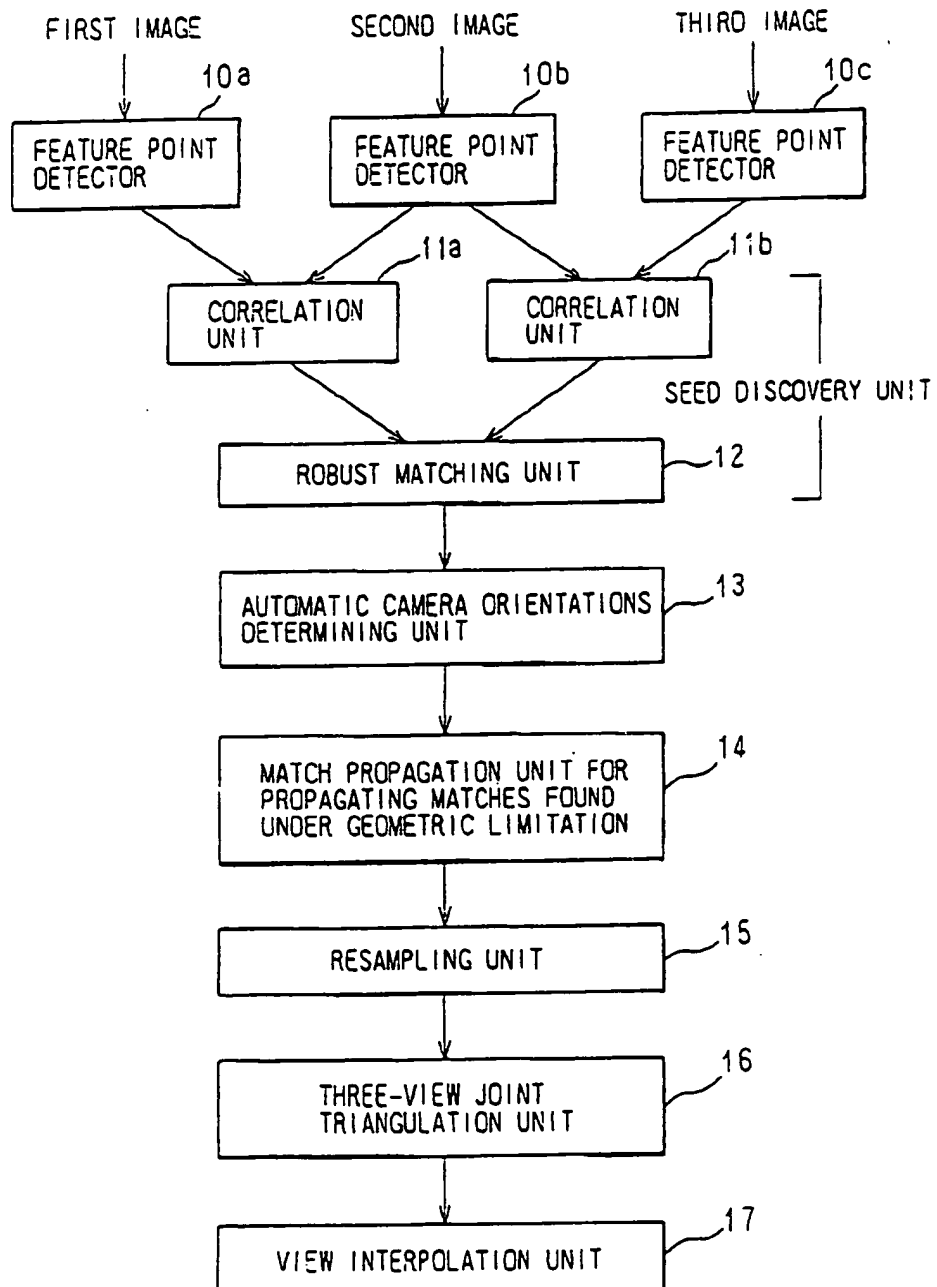 FIRST IMAGE
SECOND IMAGE
THIRD IMAGE
10a
10b
10c
FEATURE POINT
DETECTOR
FEATURE POINT
DETECTOR
FEATURE POINT
DETECTOR
11a
11b
CORRELATION
UNIT
CORRELATION
UNIT
SEED DISCOVERY UNIT
ROBUST MATCHING UNIT
12
AUTOMATIC CAMERA ORIENTATIONS
DETERMINING UNIT
13
MATCH PROPAGATION UNIT FOR
PROPAGATING MATCHES FOUND
UNDER GEOMETRIC LIMITATION
14
RESAMPLING UNIT
15
THREE-VIEW JOINT
TRIANGULATION UNIT
16
VIEW INTERPOLATION UNIT
17